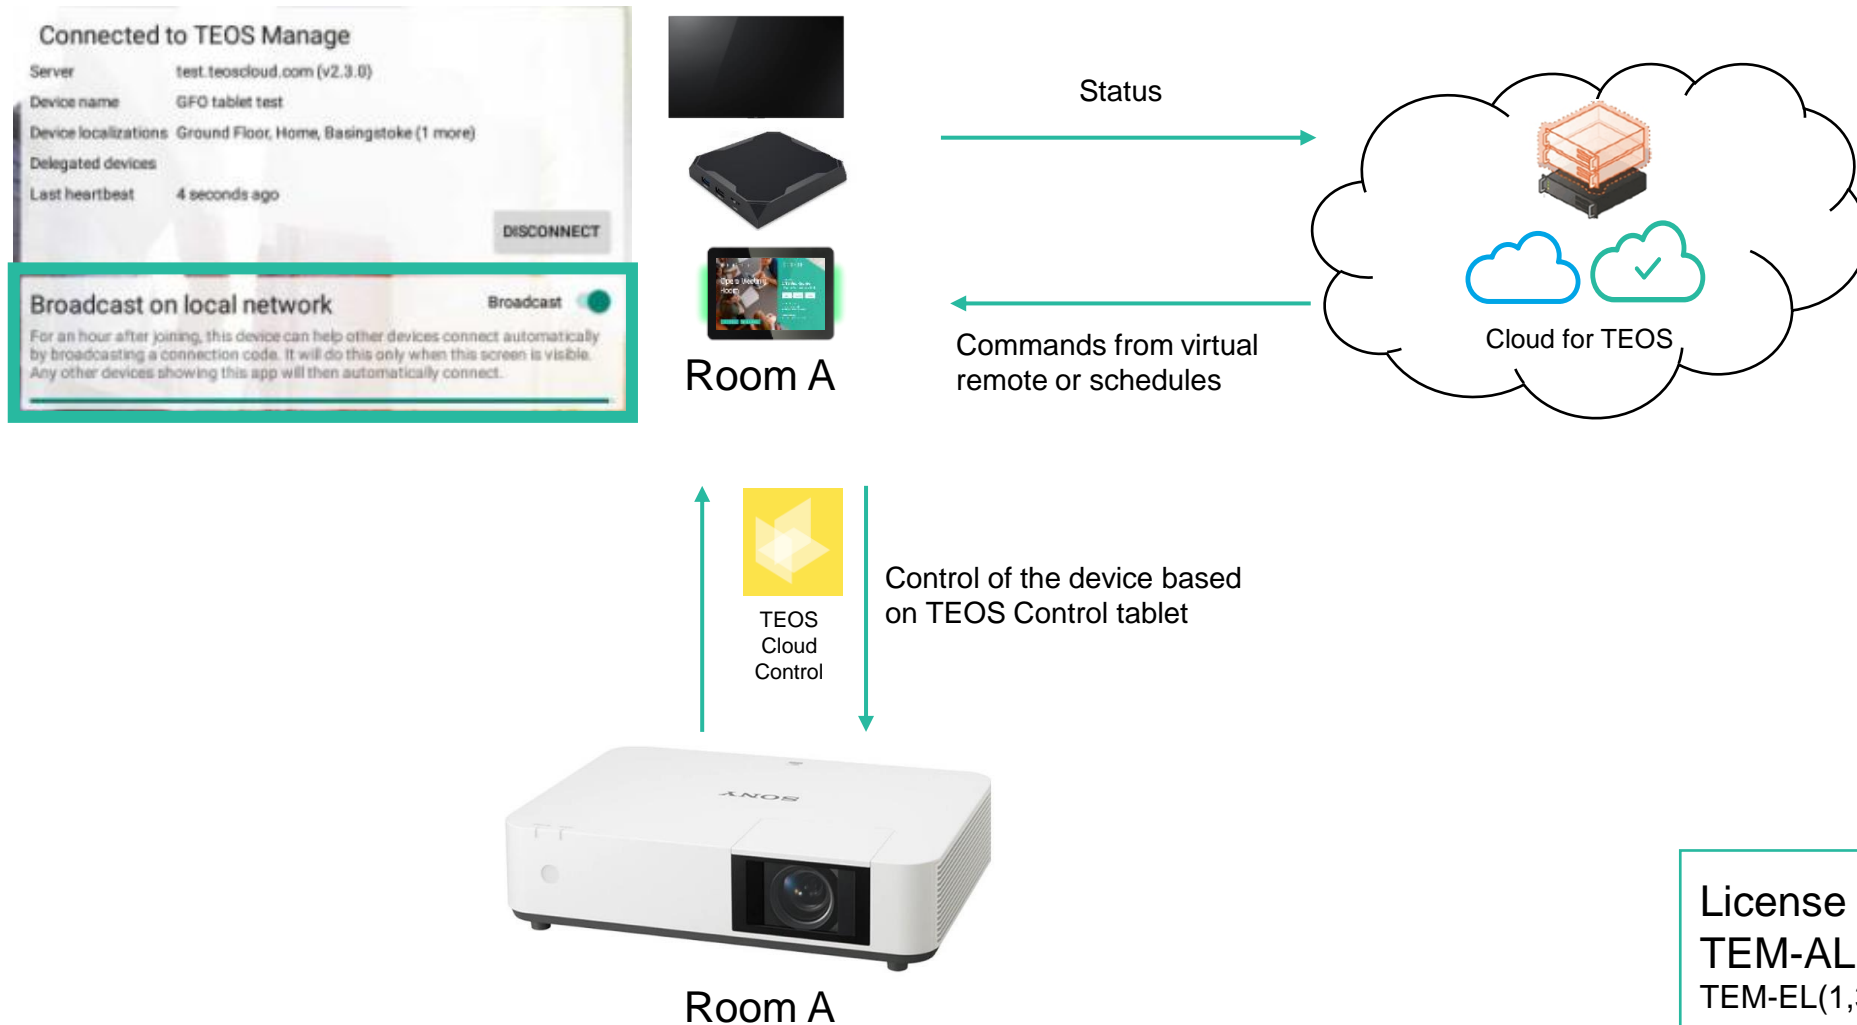 Connected to TEOS Manage
Server test.teoscloud.com (v2.3.0)
Device name GFO tablet test
Device localizations Ground Floor, Home, Basingstoke (1 more)
Delegated devices
Last heartbeat 4 seconds ago
DISCONNECT
Broadcast on local network Broadcast
For an hour after joining, this device can help other devices connect automatically
by broadcasting a connection code. It will do this only when this screen is visible.
Any other devices showing this app will then automatically connect.
Room A
Status
Commands from virtual
remote or schedules
Cloud for TEOS
TEOS
Cloud
Control
Control of the device based
on TEOS Control tablet
SONY
Room A
License
TEM-AL
TEM-EL(1,